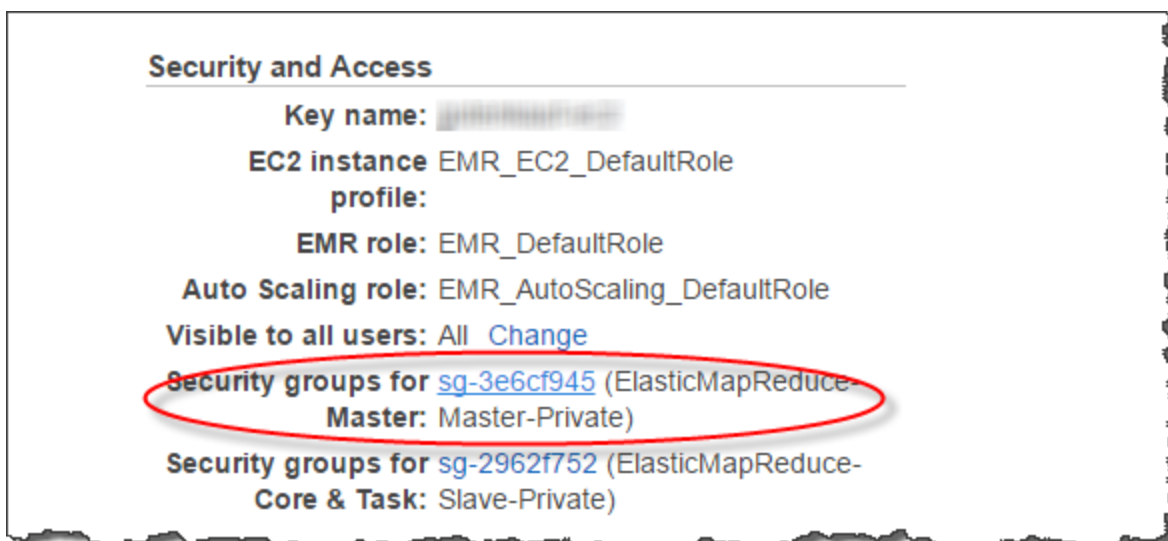 Security and Access
Key name:
EC2 instance EMR_EC2_DefaultRole
profile:
EMR role: EMR_DefaultRole
Auto Scaling role: EMR_AutoScaling_DefaultRole
Visible to all users: All Change
Security groups for sg-3e6cf945 (ElasticMapReduce-
Master: Master-Private)
Security groups for sg-2962f752 (ElasticMapReduce-
Core & Task: Slave-Private)